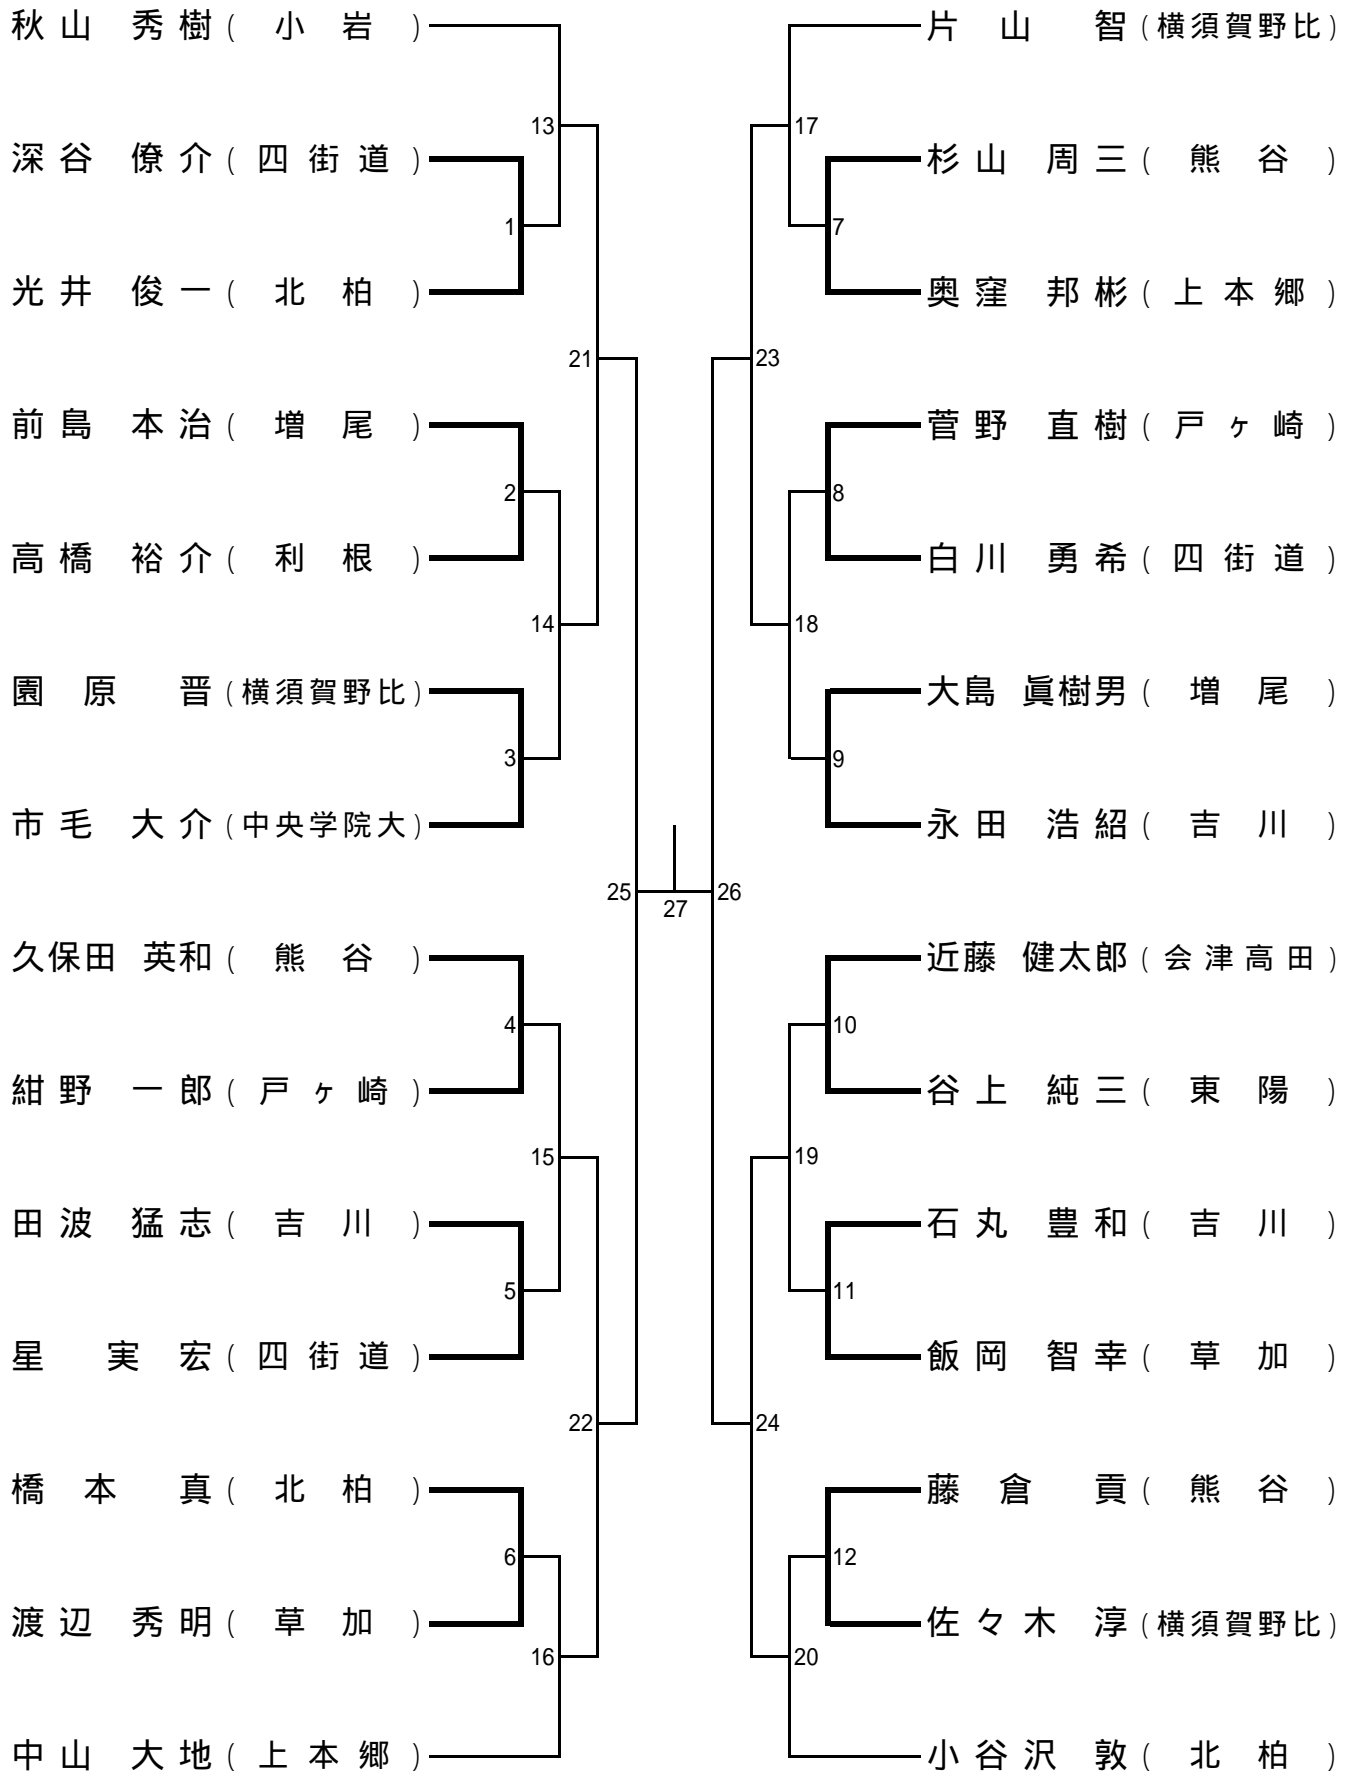 秋山 秀樹 ( 小岩 )
片山 智 (横須賀野比)
13
17
深谷 僚介 ( 四街道 )
杉山 周三 ( 熊谷 )
1
7
光井 俊一 ( 北柏 )
奥窪 邦彬 ( 上本郷 )
21
23
前島 本治 ( 増尾 )
菅野 直樹 ( 戸ヶ崎 )
2
8
高橋 裕介 ( 利根 )
白川 勇希 ( 四街道 )
14
18
園原 晋 (横須賀野比)
大島 眞樹男 ( 増尾 )
3
9
市毛 大介 (中央学院大)
永田 浩紹 ( 吉川 )
25
26
27
久保田 英和 ( 熊谷 )
近藤 健太郎 ( 会津高田 )
4
10
紺野 一郎 ( 戸ヶ崎 )
谷上 純三 ( 東陽 )
15
19
田波 猛志 ( 吉川 )
石丸 豊和 ( 吉川 )
5
11
星 実宏 ( 四街道 )
飯岡 智幸 ( 草加 )
22
24
橋本 真 ( 北柏 )
藤倉 貢 ( 熊谷 )
6
12
渡辺 秀明 ( 草加 )
佐々木 淳 (横須賀野比)
16
20
中山 大地 ( 上本郷 )
小谷沢 敦 ( 北柏 )